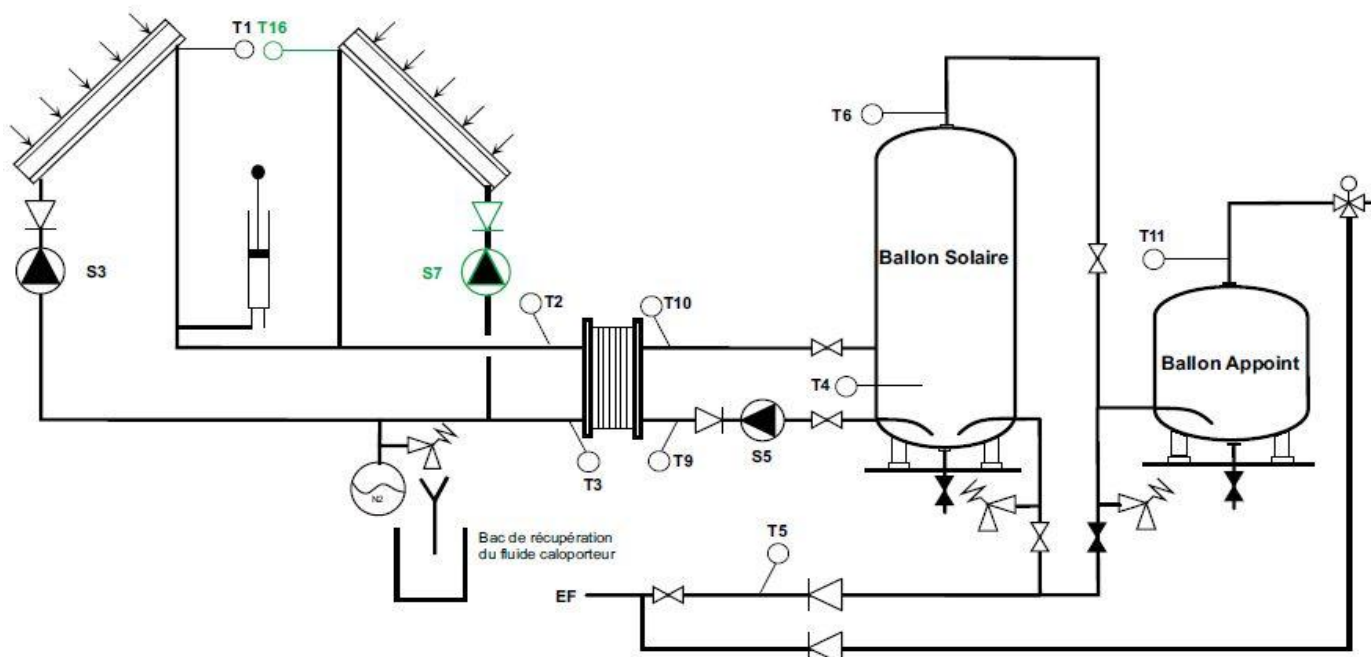 T1 T16
T6
T11
Ballon Solaire
S3
S7
T2
T10
Ballon Appoint
T4
T3
T9
S5
N2
Bac de récupération
du fluide caloporteur
T5
EF